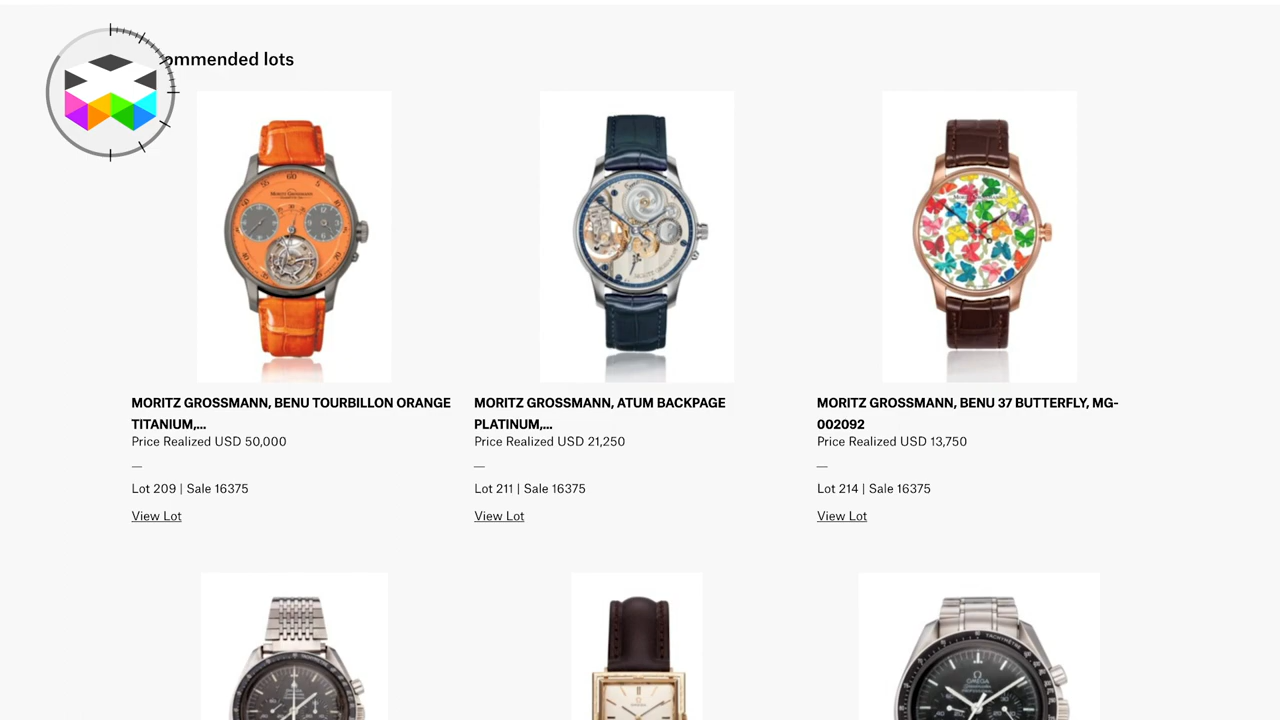 ommended lots
MORITZ GROSSMANN, BENU TOURBILLON ORANGE
TITANIUM,...
Price Realized USD 50,000
—
Lot 209 | Sale 16375
View Lot
MORITZ GROSSMANN, ATUM BACKPAGE
PLATINUM,...
Price Realized USD 21,250
—
Lot 211 | Sale 16375
View Lot
MORITZ GROSSMANN, BENU 37 BUTTERFLY, MG-
002092
Price Realized USD 13,750
—
Lot 214 | Sale 16375
View Lot
OMEGA